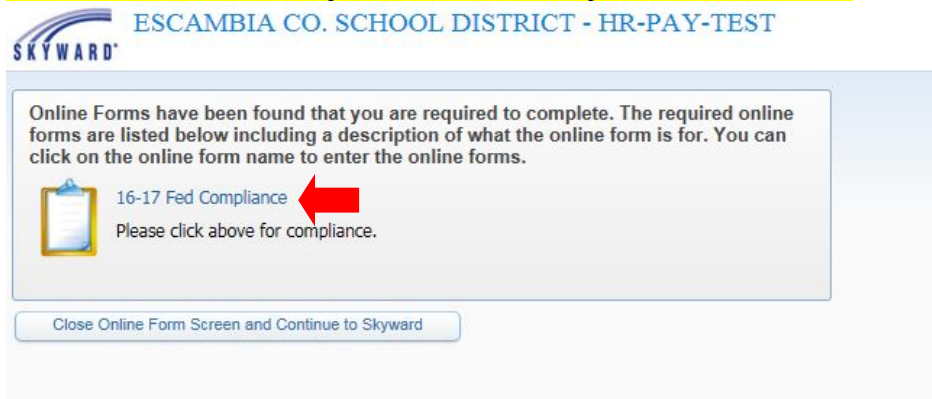 ESCAMBIA CO. SCHOOL DISTRICT - HR-PAY-TEST
SKYWARD
Online Forms have been found that you are required to complete. The required online
forms are listed below including a description of what the online form is for. You can
click on the online form name to enter the online forms.
16-17 Fed Compliance
Please click above for compliance.
Close Online Form Screen and Continue to Skyward